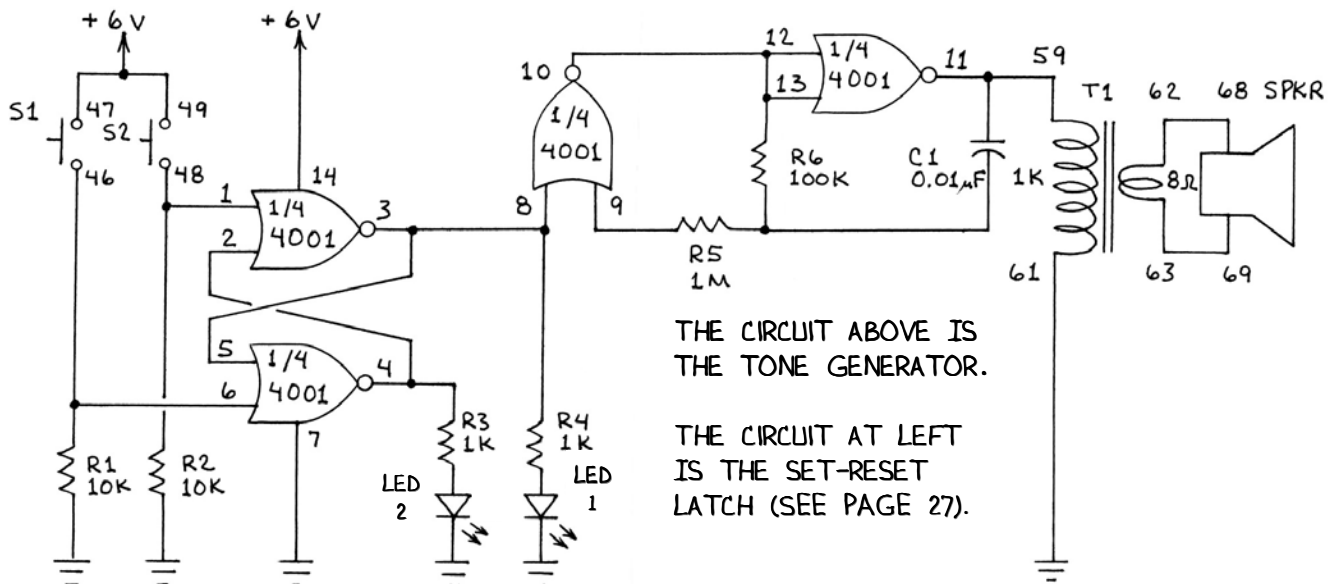 +6V
+6V
S1
47
49
S2
46
48
14
1
1/4
4001
3
2
5
1/4
4001
4
6
7
R1
10K
R2
10K
R3
1K
LED
2
R4
1K
LED
1
10
1/4
4001
8
9
12
13
1/4
4001
11
R6
100K
R5
1M
C1
0.01µF
59
T1
1K
61
62
8Ω
63
68 SPKR
69
THE CIRCUIT ABOVE IS
THE TONE GENERATOR.
THE CIRCUIT AT LEFT
IS THE SET-RESET
LATCH (SEE PAGE 27).